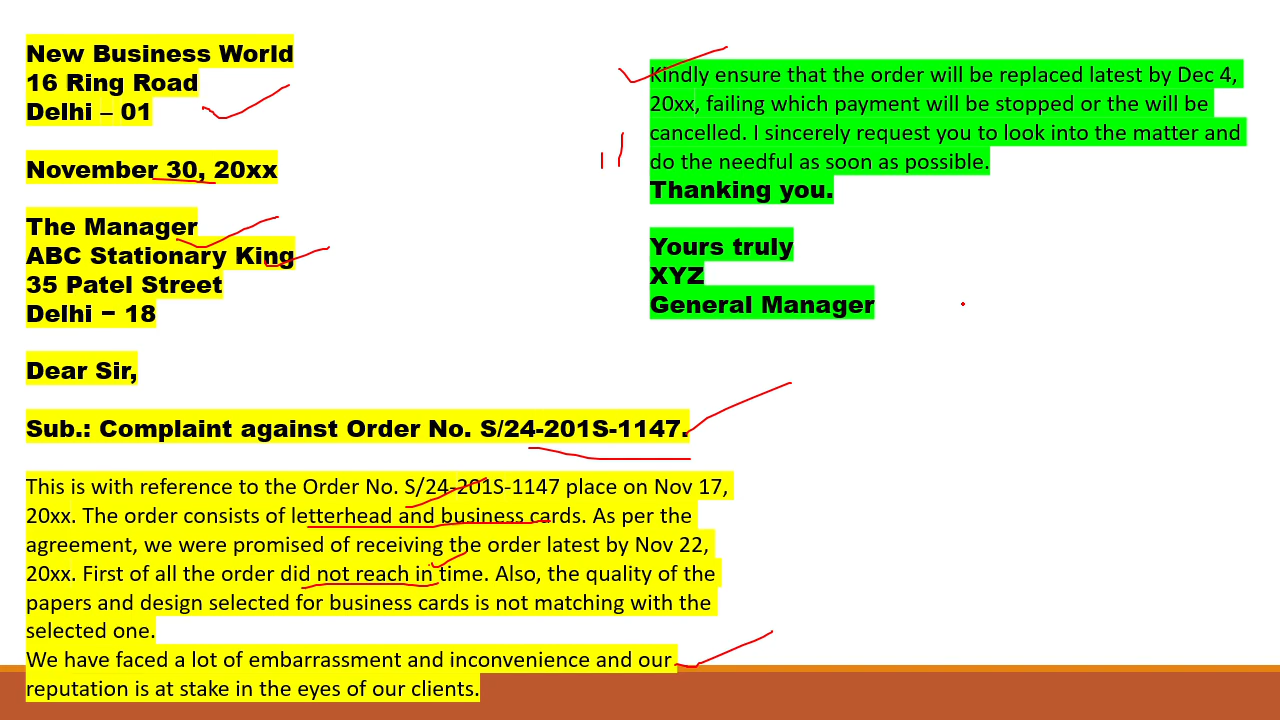 New Business World
16 Ring Road
Delhi – 01
November 30, 20xx
The Manager
ABC Stationary King
35 Patel Street
Delhi – 18
Dear Sir,
Sub.: Complaint against Order No. S/24-201S-1147.
This is with reference to the Order No. S/24-201S-1147 place on Nov 17,
20xx. The order consists of letterhead and business cards. As per the
agreement, we were promised of receiving the order latest by Nov 22,
20xx. First of all the order did not reach in time. Also, the quality of the
papers and design selected for business cards is not matching with the
selected one.
We have faced a lot of embarrassment and inconvenience and our
reputation is at stake in the eyes of our clients.
Kindly ensure that the order will be replaced latest by Dec 4,
20xx, failing which payment will be stopped or the will be
cancelled. I sincerely request you to look into the matter and
do the needful as soon as possible.
Thanking you.
Yours truly
XYZ
General Manager